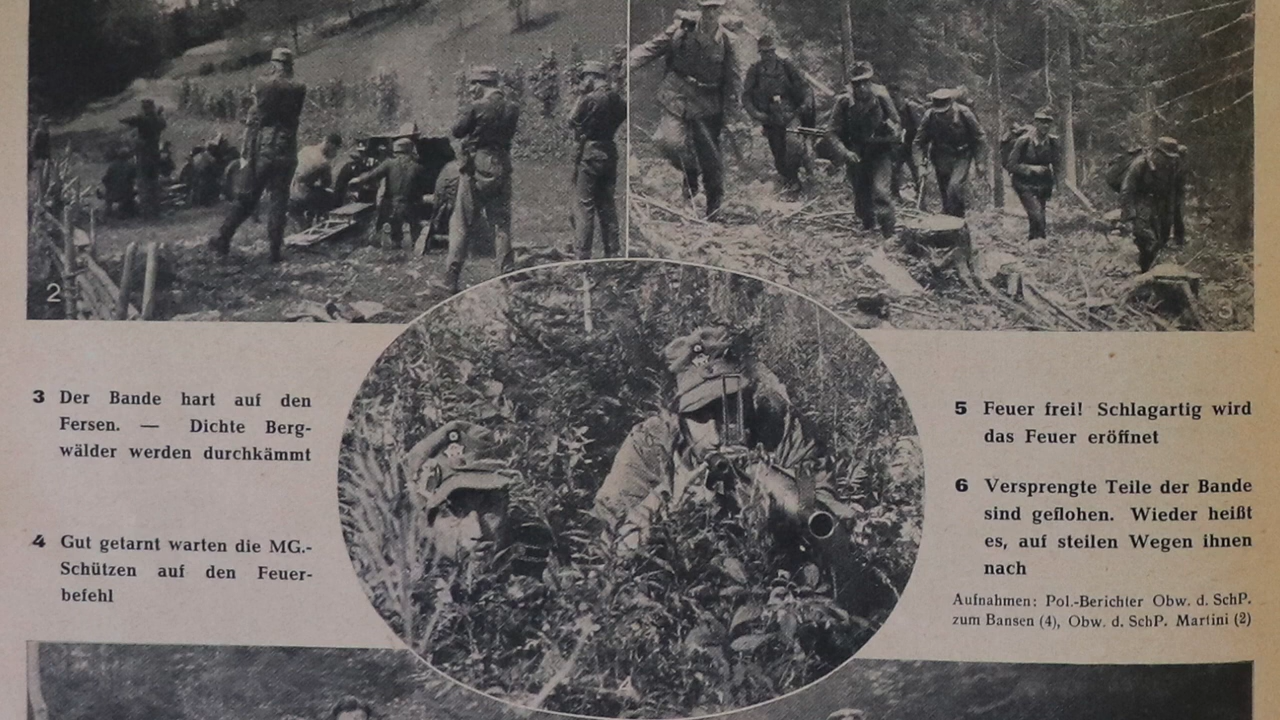 2
3
3 Der Bande hart auf den
Fersen. — Dichte Berg-
wälder werden durchkämmt
4 Gut getarnt warten die MG.-
Schützen auf den Feuer-
befehl
5 Feuer frei! Schlagartig wird
das Feuer eröffnet
6 Versprengte Teile der Bande
sind geflohen. Wieder heißt
es, auf steilen Wegen ihnen
nach
Aufnahmen: Pol.-Berichter Obw. d. SchP.
zum Bansen (4), Obw. d. SchP. Martini (2)